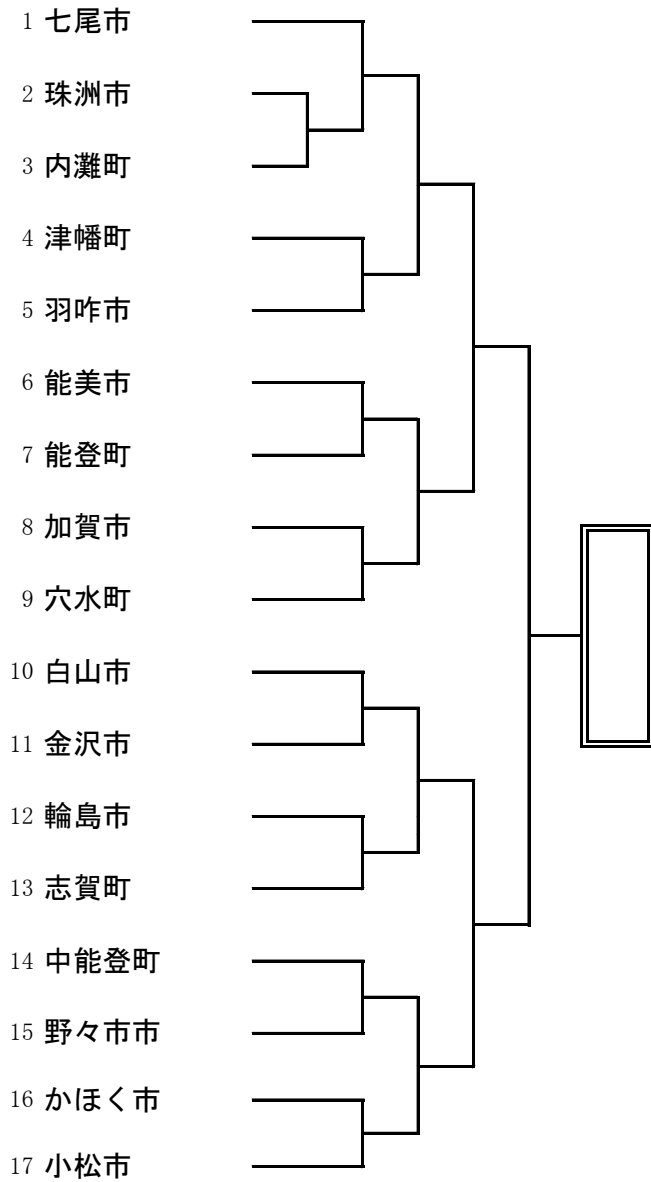 1 七尾市
2 珠洲市
3 内灘町
4 津幡町
5 羽咋市
6 能美市
7 能登町
8 加賀市
9 穴水町
10 白山市
11 金沢市
12 輪島市
13 志賀町
14 中能登町
15 野々市市
16 かほく市
17 小松市